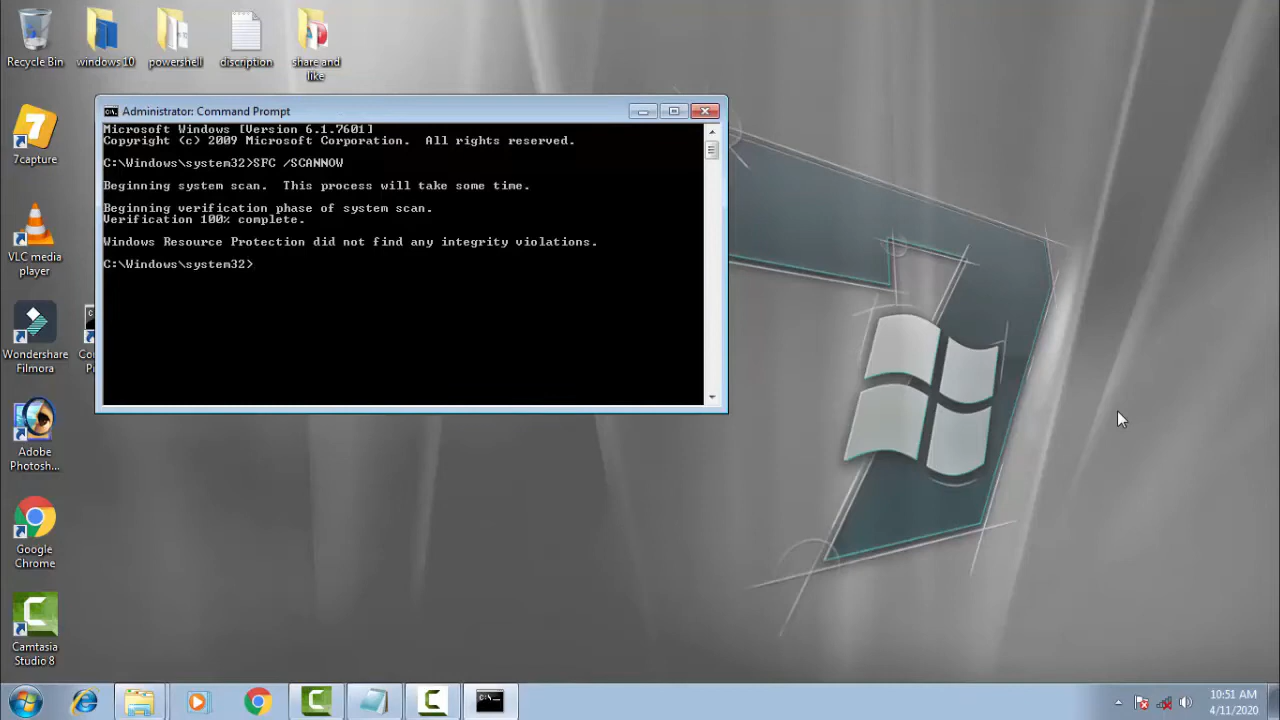 Recycle Bin
windows 10
powershell
discription
share and
like
7capture
VLC media
player
Wondershare
Filmora
Adobe
Photosh...
Google
Chrome
Camtasia
Studio 8
Administrator: Command Prompt
Microsoft Windows [Version 6.1.7601]
Copyright (c) 2009 Microsoft Corporation.  All rights reserved.
C:\Windows\system32>SFC /SCANNOW
Beginning system scan.  This process will take some time.
Beginning verification phase of system scan.
Verification 100% complete.
Windows Resource Protection did not find any integrity violations.
C:\Windows\system32>
10:51 AM
4/11/2020